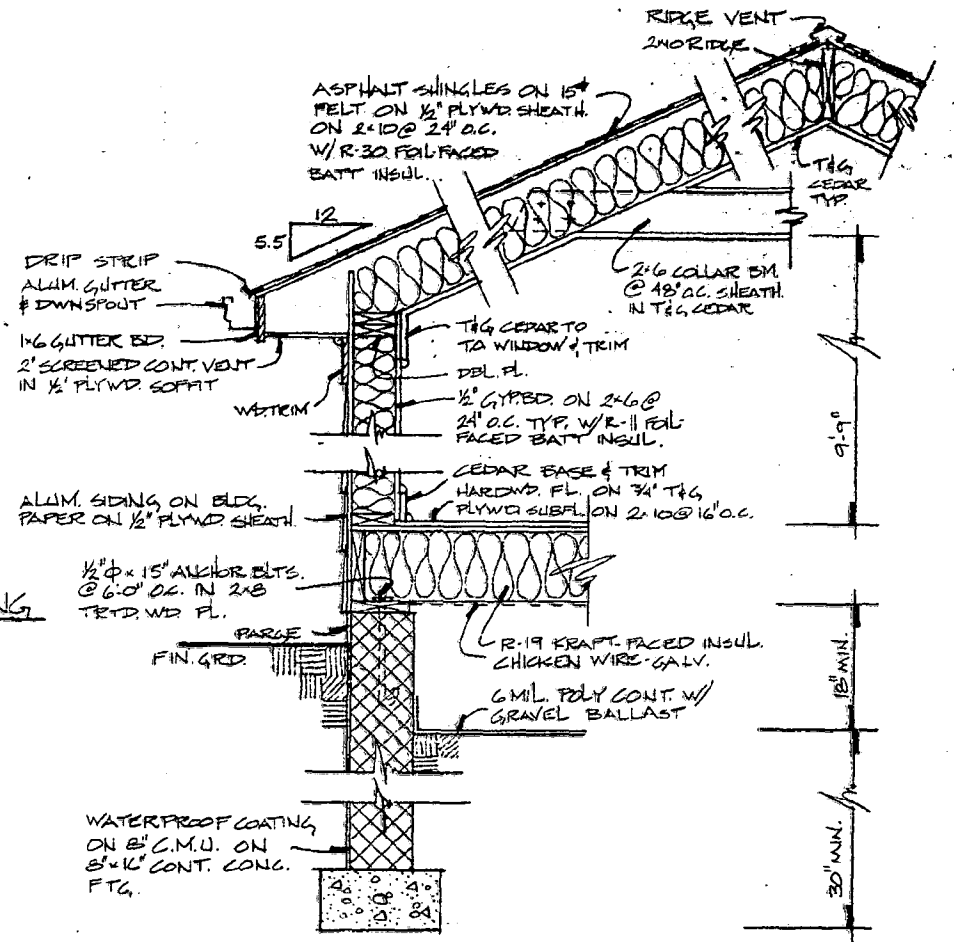 RIDGE VENT
2x10 RIDGE
ASPHALT SHINGLES ON 15#
FELT ON ½" PLYWD. SHEATH.
ON 2x10 @ 24" O.C.
W/ R-30 FOIL FACED
BATT INSUL.
T&G
CEDAR
TYP.
12
5.5
DRIP STRIP
ALUM. GUTTER
& DWNSPOUT
1x6 GUTTER BD.
2" SCREENED CONT. VENT
IN ½" PLYWD. SOFFIT
WD. TRIM
2x6 COLLAR BM.
@ 48" O.C. SHEATH.
IN T&G CEDAR
T&G CEDAR TO
TO WINDOW & TRIM
DBL. PL.
½" GYP.BD. ON 2x6 @
24" O.C. TYP. W/ R-11 FOIL
FACED BATT INSUL.
9'-9"
CEDAR BASE & TRIM
HARDWD. FL. ON ¾" T&G
PLYWD SUBFL. ON 2x10 @ 16" O.C.
ALUM. SIDING ON BLDG.
PAPER ON ½" PLYWD. SHEATH.
½"Φ x 15" ANCHOR BLTS.
@ 6'-0" O.C. IN 2x8
TRTD. WD. PL.
PARGE
FIN. GRD.
R-19 KRAFT FACED INSUL.
CHICKEN WIRE-GALV.
18" MIN.
6 MIL. POLY CONT. W/
GRAVEL BALLAST
WATERPROOF COATING
ON 8" C.M.U. ON
8" x 16" CONT. CONC.
FTG.
30" MIN.